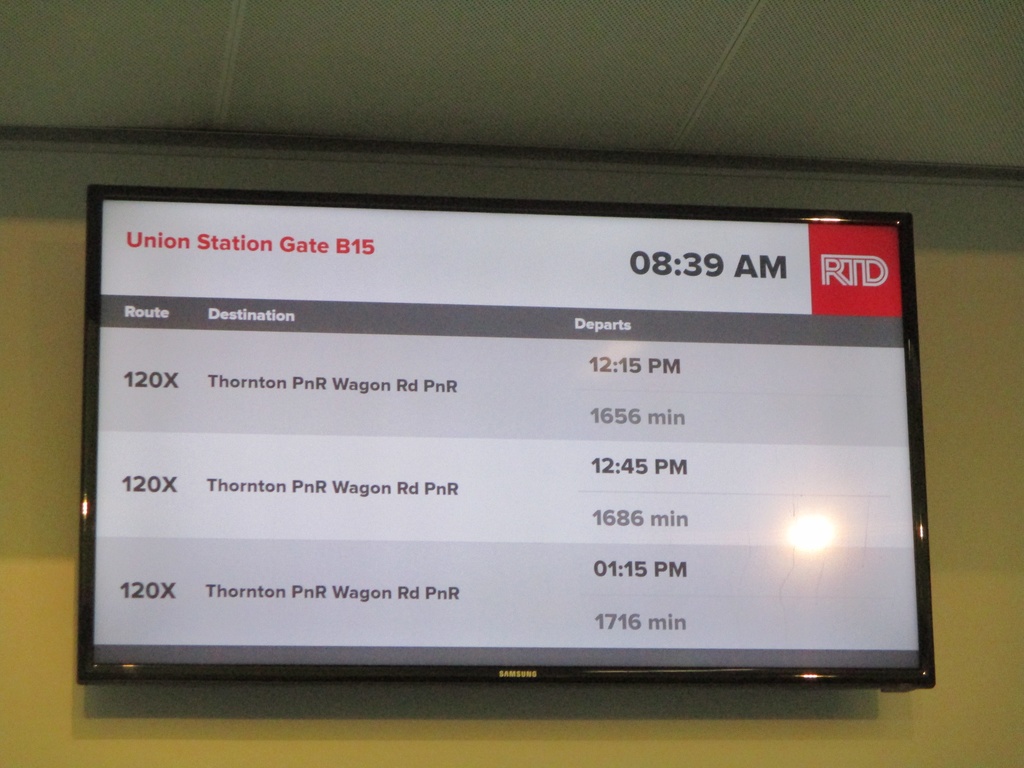 Union Station Gate B15
08:39 AM
RTD
Route Destination Departs
120X Thornton PnR Wagon Rd PnR 12:15 PM
1656 min
120X Thornton PnR Wagon Rd PnR 12:45 PM
1686 min
120X Thornton PnR Wagon Rd PnR 01:15 PM
1716 min
SAMSUNG